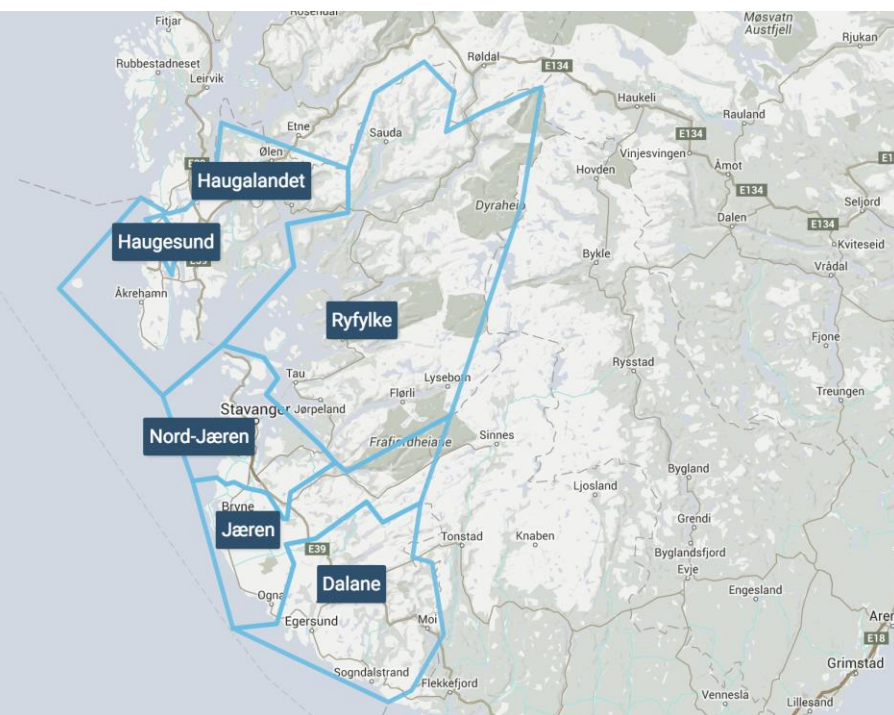 Rosendal
Møsvatn
Austfjell
Fitjar
Rjukan
Rubbestadneset
Leirvik
Røldal
E134
Haukeli
Rauland
Etne
Sauda
E134
Ølen
Vinjesvingen
Åmot
Haugalandet
Hovden
E134
Seljord
Dyraheio
Dalen
E134
Haugesund
Kviteseid
E39
Bykle
Vrådal
Åkrehamn
Ryfylke
Fjone
Rysstad
Tau
Lysebotn
Treungen
Flørli
Stavanger
Jørpeland
Nord-Jæren
Frafjordheiane
Sinnes
Bygland
Ljosland
Bryne
Grendi
Jæren
Tonstad
Knaben
Byglandsfjord
E39
Evje
Dalane
Engesland
Ogna
Egersund
Moi
E18
Grimstad
Sogndalstrand
Flekkefjord
Vennesla
Lillesand